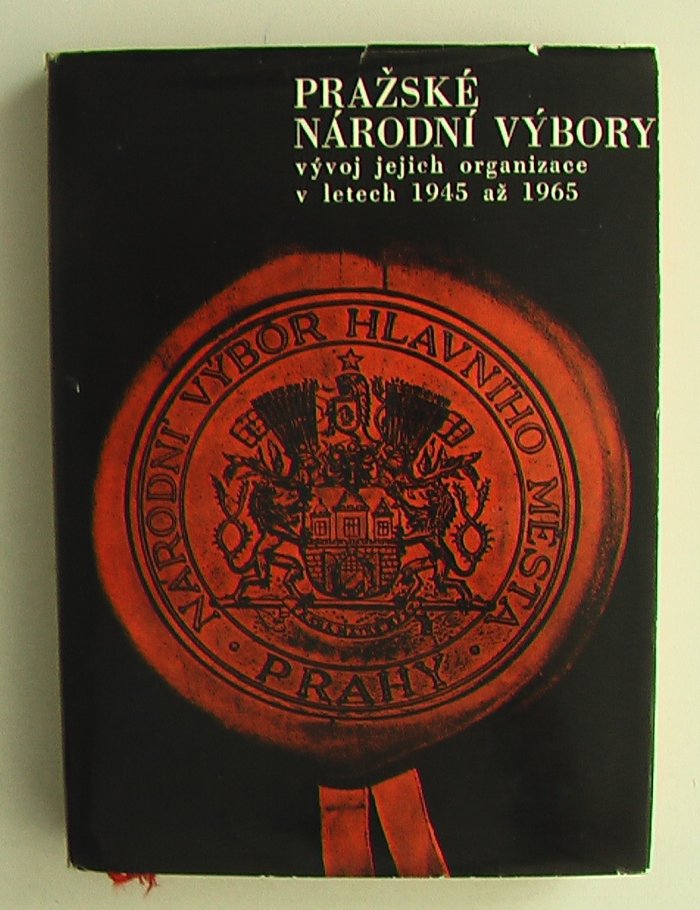 PRAŽSKÉ
NÁRODNÍ VÝBORY
vývoj jejich organizace
v letech 1945 až 1965
NÁRODNÍ VÝBOR HLAVNÍHO MĚSTA
PRAHY